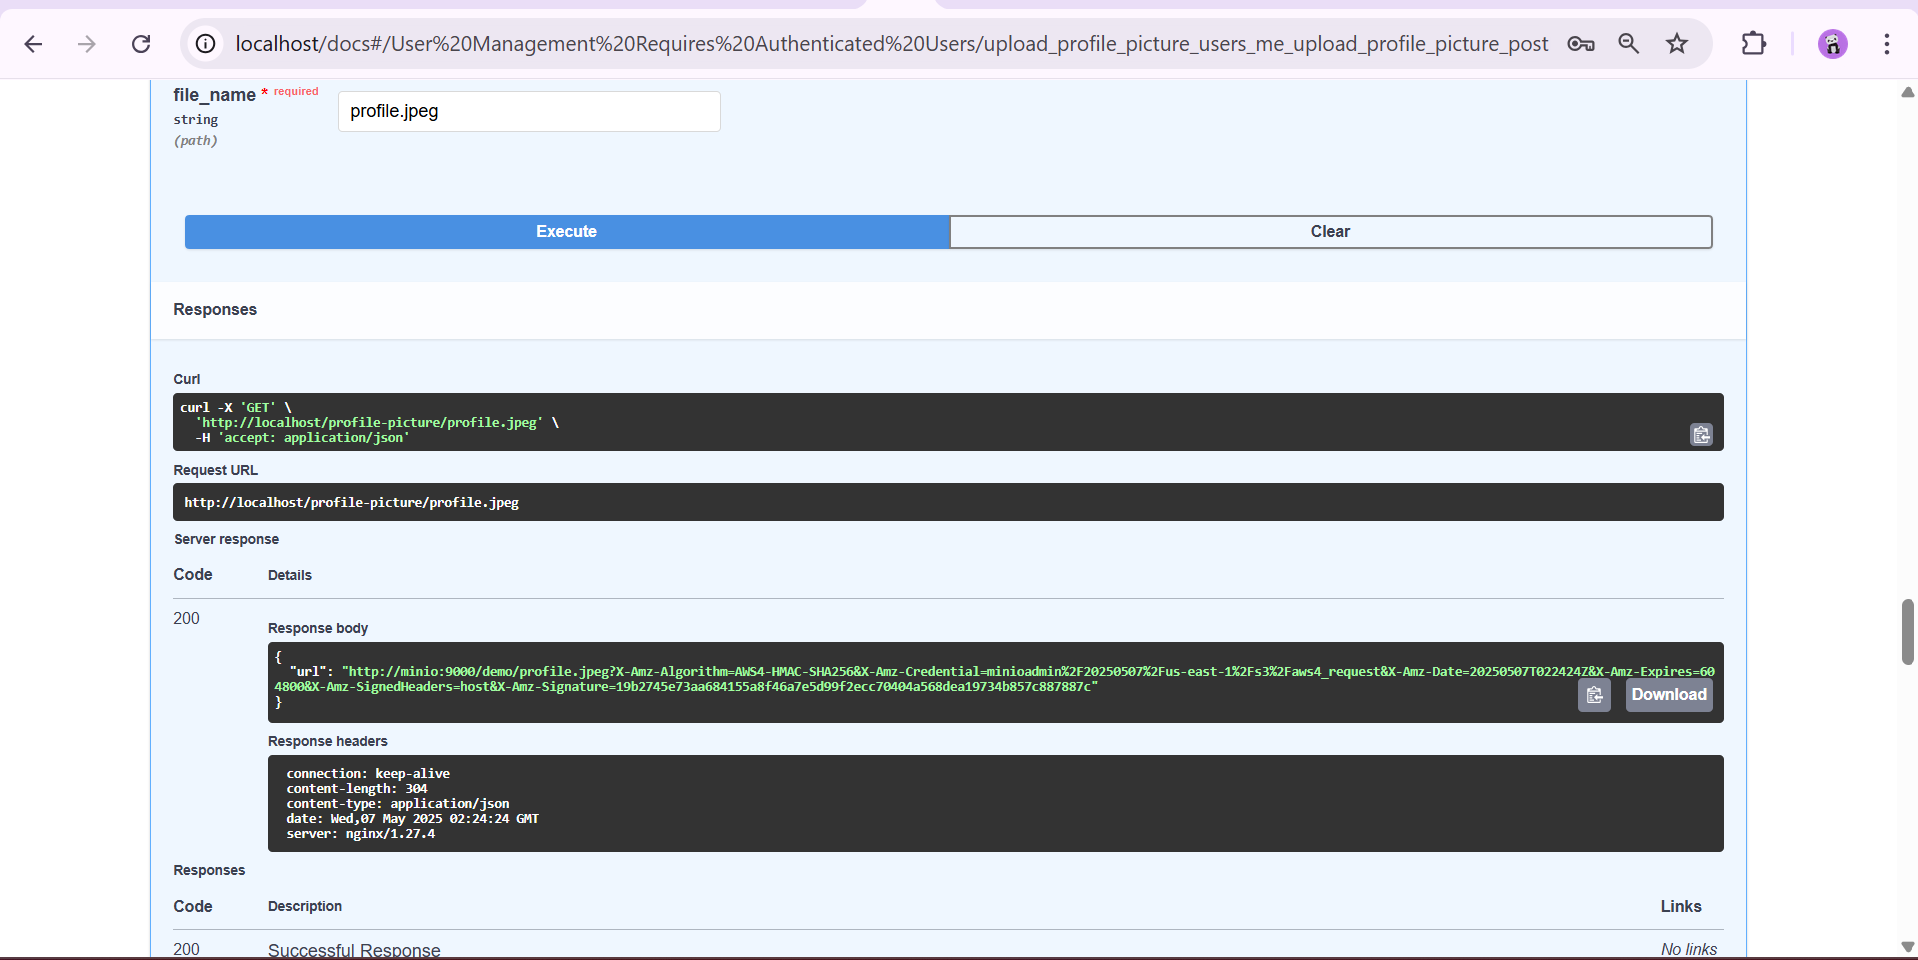 localhost/docs#/User%20Management%20Requires%20Authenticated%20Users/upload_profile_picture_users_me_upload_profile_picture_post
file_name * required
profile.jpeg
string
(path)
Execute
Clear
Responses
Curl
curl -X 'GET' \
'http://localhost/profile-picture/profile.jpeg' \
-H 'accept: application/json'
Request URL
http://localhost/profile-picture/profile.jpeg
Server response
Code Details
200
Response body
{
"url": "http://minio:9000/demo/profile.jpeg?X-Amz-Algorithm=AWS4-HMAC-SHA256&X-Amz-Credential=minioadmin%2F20250507%2Fus-east-1%2Fs3%2Faws4_request&X-Amz-Date=20250507T022424Z&X-Amz-Expires=60
4800&X-Amz-SignedHeaders=host&X-Amz-Signature=19b2745e73aa684155a8f46a7e5d99f2ecc70404a568dea19734b857c887887c"
}
Download
Response headers
connection: keep-alive
content-length: 304
content-type: application/json
date: Wed,07 May 2025 02:24:24 GMT
server: nginx/1.27.4
Responses
Code Description Links
200 Successful Response No links